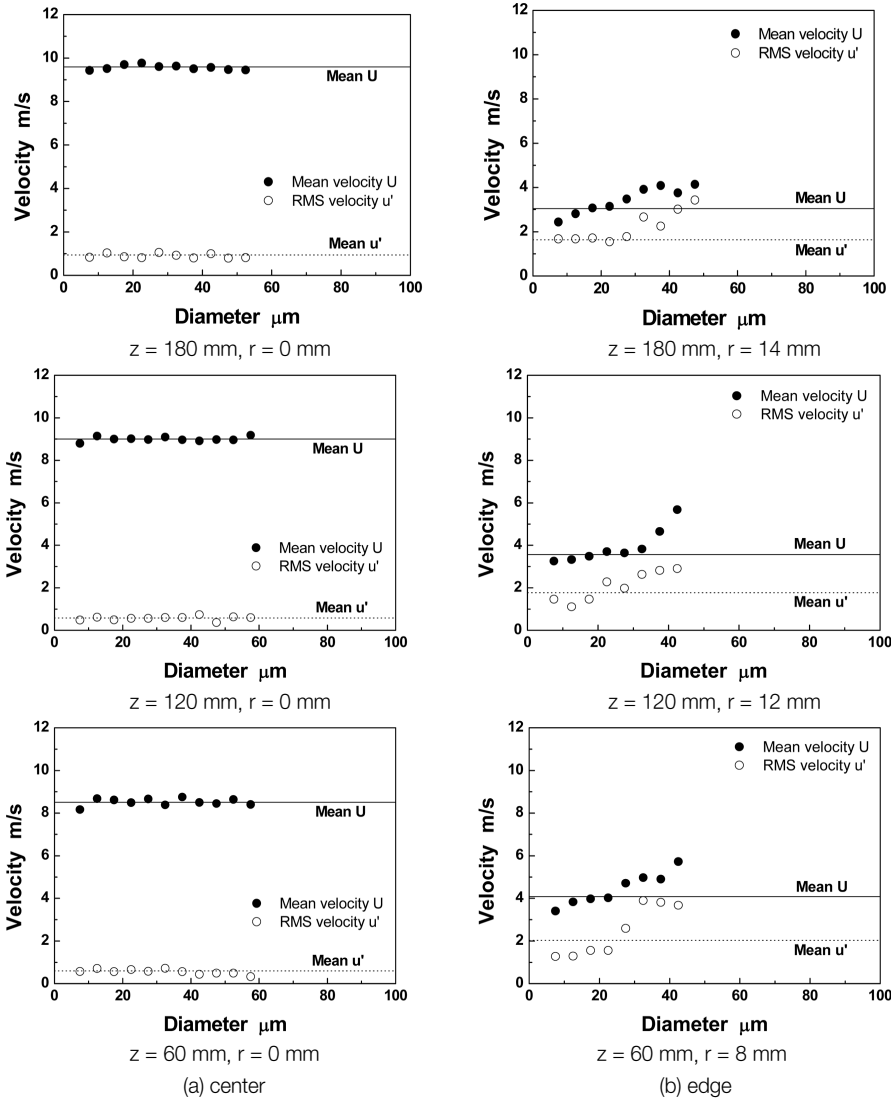 12
10
8
6
4
2
0
Velocity m/s
Mean U
Mean velocity U
RMS velocity u'
Mean u'
0 20 40 60 80 100
Diameter μm
z = 180 mm, r = 0 mm
12
10
8
6
4
2
0
Velocity m/s
Mean velocity U
RMS velocity u'
Mean U
Mean u'
0 20 40 60 80 100
Diameter μm
z = 180 mm, r = 14 mm
12
10
8
6
4
2
0
Velocity m/s
Mean U
Mean velocity U
RMS velocity u'
Mean u'
0 20 40 60 80 100
Diameter μm
z = 120 mm, r = 0 mm
12
10
8
6
4
2
0
Velocity m/s
Mean velocity U
RMS velocity u'
Mean U
Mean u'
0 20 40 60 80 100
Diameter μm
z = 120 mm, r = 12 mm
12
10
8
6
4
2
0
Velocity m/s
Mean U
Mean velocity U
RMS velocity u'
Mean u'
0 20 40 60 80 100
Diameter μm
z = 60 mm, r = 0 mm
(a) center
12
10
8
6
4
2
0
Velocity m/s
Mean velocity U
RMS velocity u'
Mean U
Mean u'
0 20 40 60 80 100
Diameter μm
z = 60 mm, r = 8 mm
(b) edge